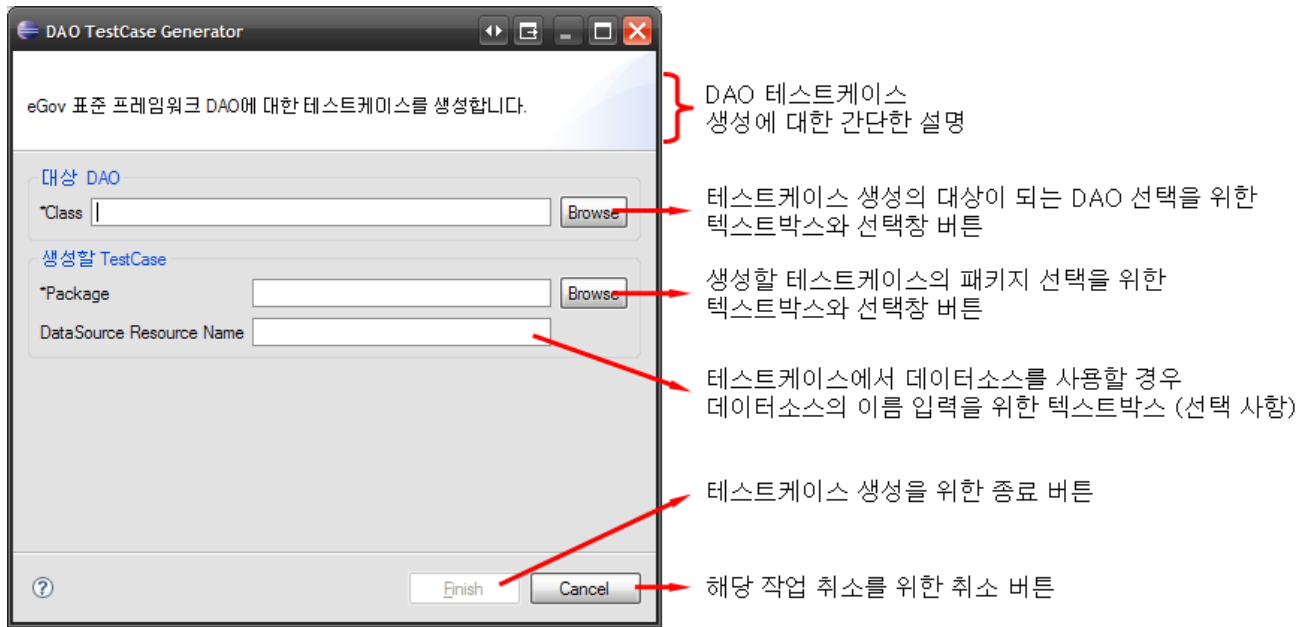 DAO TestCase Generator
eGov 표준 프레임워크 DAO에 대한 테스트케이스를 생성합니다.
DAO 테스트케이스
생성에 대한 간단한 설명
대상 DAO
*Class
Browse
테스트케이스 생성의 대상이 되는 DAO 선택을 위한
텍스트박스와 선택창 버튼
생성할 TestCase
*Package
Browse
생성할 테스트케이스의 패키지 선택을 위한
텍스트박스와 선택창 버튼
DataSource Resource Name
테스트케이스에서 데이터소스를 사용할 경우
데이터소스의 이름 입력을 위한 텍스트박스 (선택 사항)
테스트케이스 생성을 위한 종료 버튼
Finish
Cancel
해당 작업 취소를 위한 취소 버튼